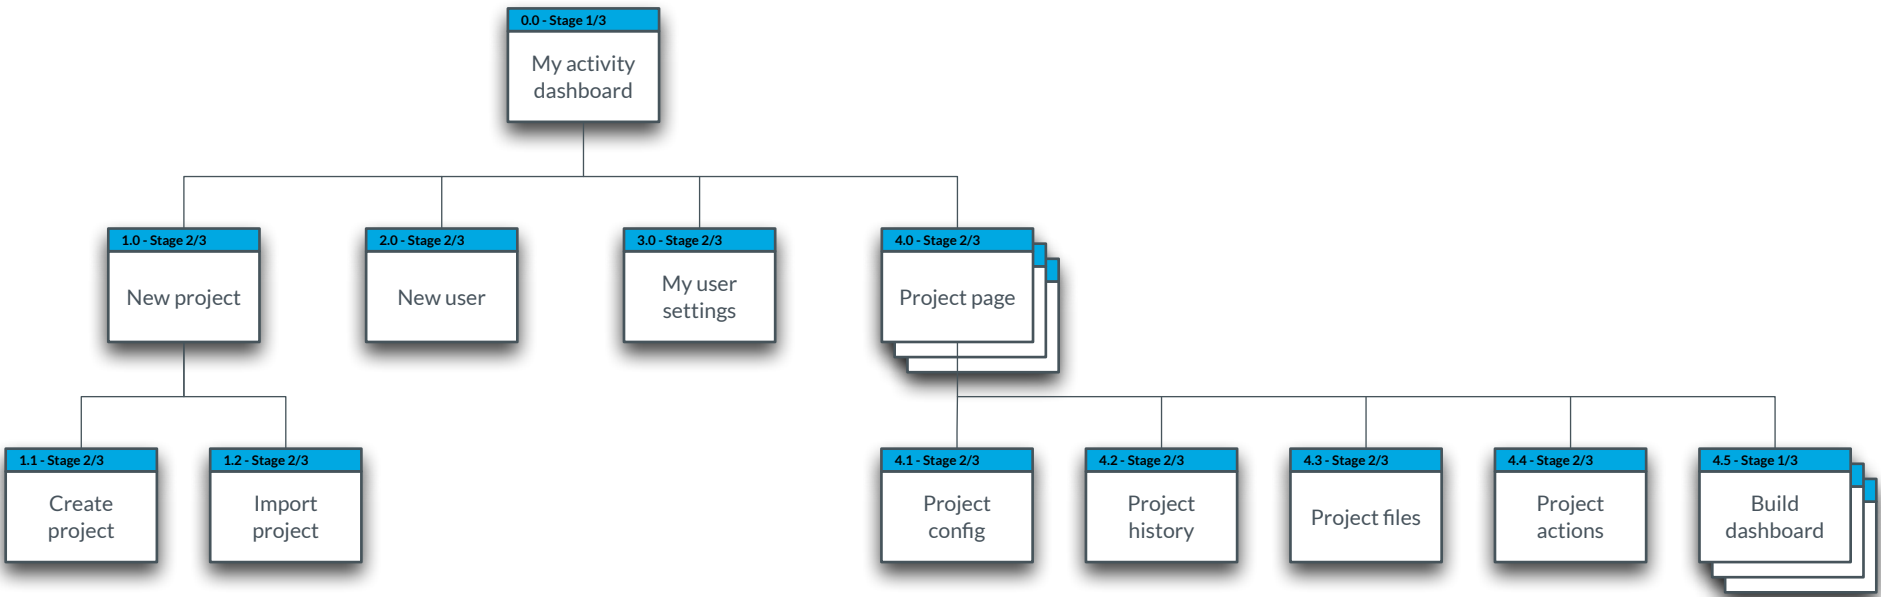 0.0 - Stage 1/3
My activity
dashboard
1.0 - Stage 2/3
New project
2.0 - Stage 2/3
New user
3.0 - Stage 2/3
My user
settings
4.0 - Stage 2/3
Project page
1.1 - Stage 2/3
Create
project
1.2 - Stage 2/3
Import
project
4.1 - Stage 2/3
Project
config
4.2 - Stage 2/3
Project
history
4.3 - Stage 2/3
Project files
4.4 - Stage 2/3
Project
actions
4.5 - Stage 1/3
Build
dashboard